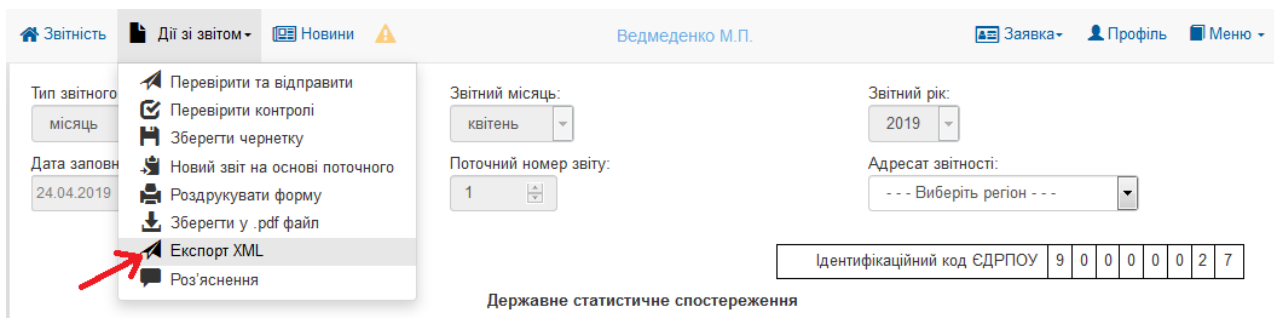 Звітність Дії зі звітом Новини Ведмеденко М.П. Заявка Профіль Меню
Перевірити та відправити
Перевірити контролі
Зберегти чернетку
Новий звіт на основі поточного
Роздрукувати форму
Зберегти у .pdf файл
Експорт XML
Роз'яснення
Тип звітного Звітний місяць: Звітний рік:
місяць квітень 2019
Дата заповн Поточний номер звіту: Адресат звітності:
24.04.2019 1 - - - Виберіть регіон - - -
Ідентифікаційний код ЄДРПОУ 9 0 0 0 0 0 2 7
Державне статистичне спостереження